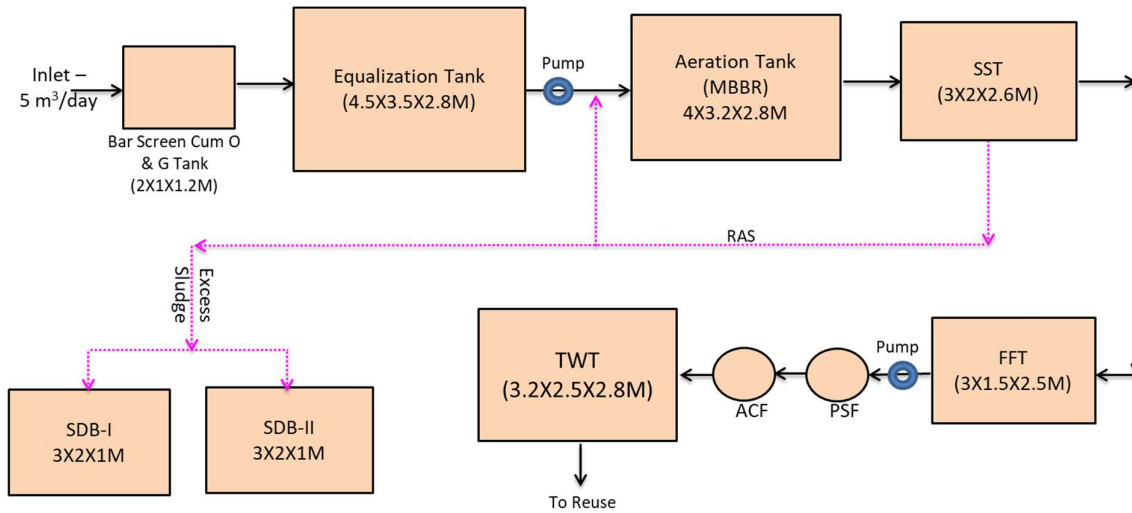 Inlet –
5 m³/day
Bar Screen Cum O
& G Tank
(2X1X1.2M)
Equalization Tank
(4.5X3.5X2.8M)
Pump
Aeration Tank
(MBBR)
4X3.2X2.8M
SST
(3X2X2.6M)
RAS
Excess
Sludge
SDB-I
3X2X1M
SDB-II
3X2X1M
TWT
(3.2X2.5X2.8M)
ACF
PSF
Pump
FFT
(3X1.5X2.5M)
To Reuse